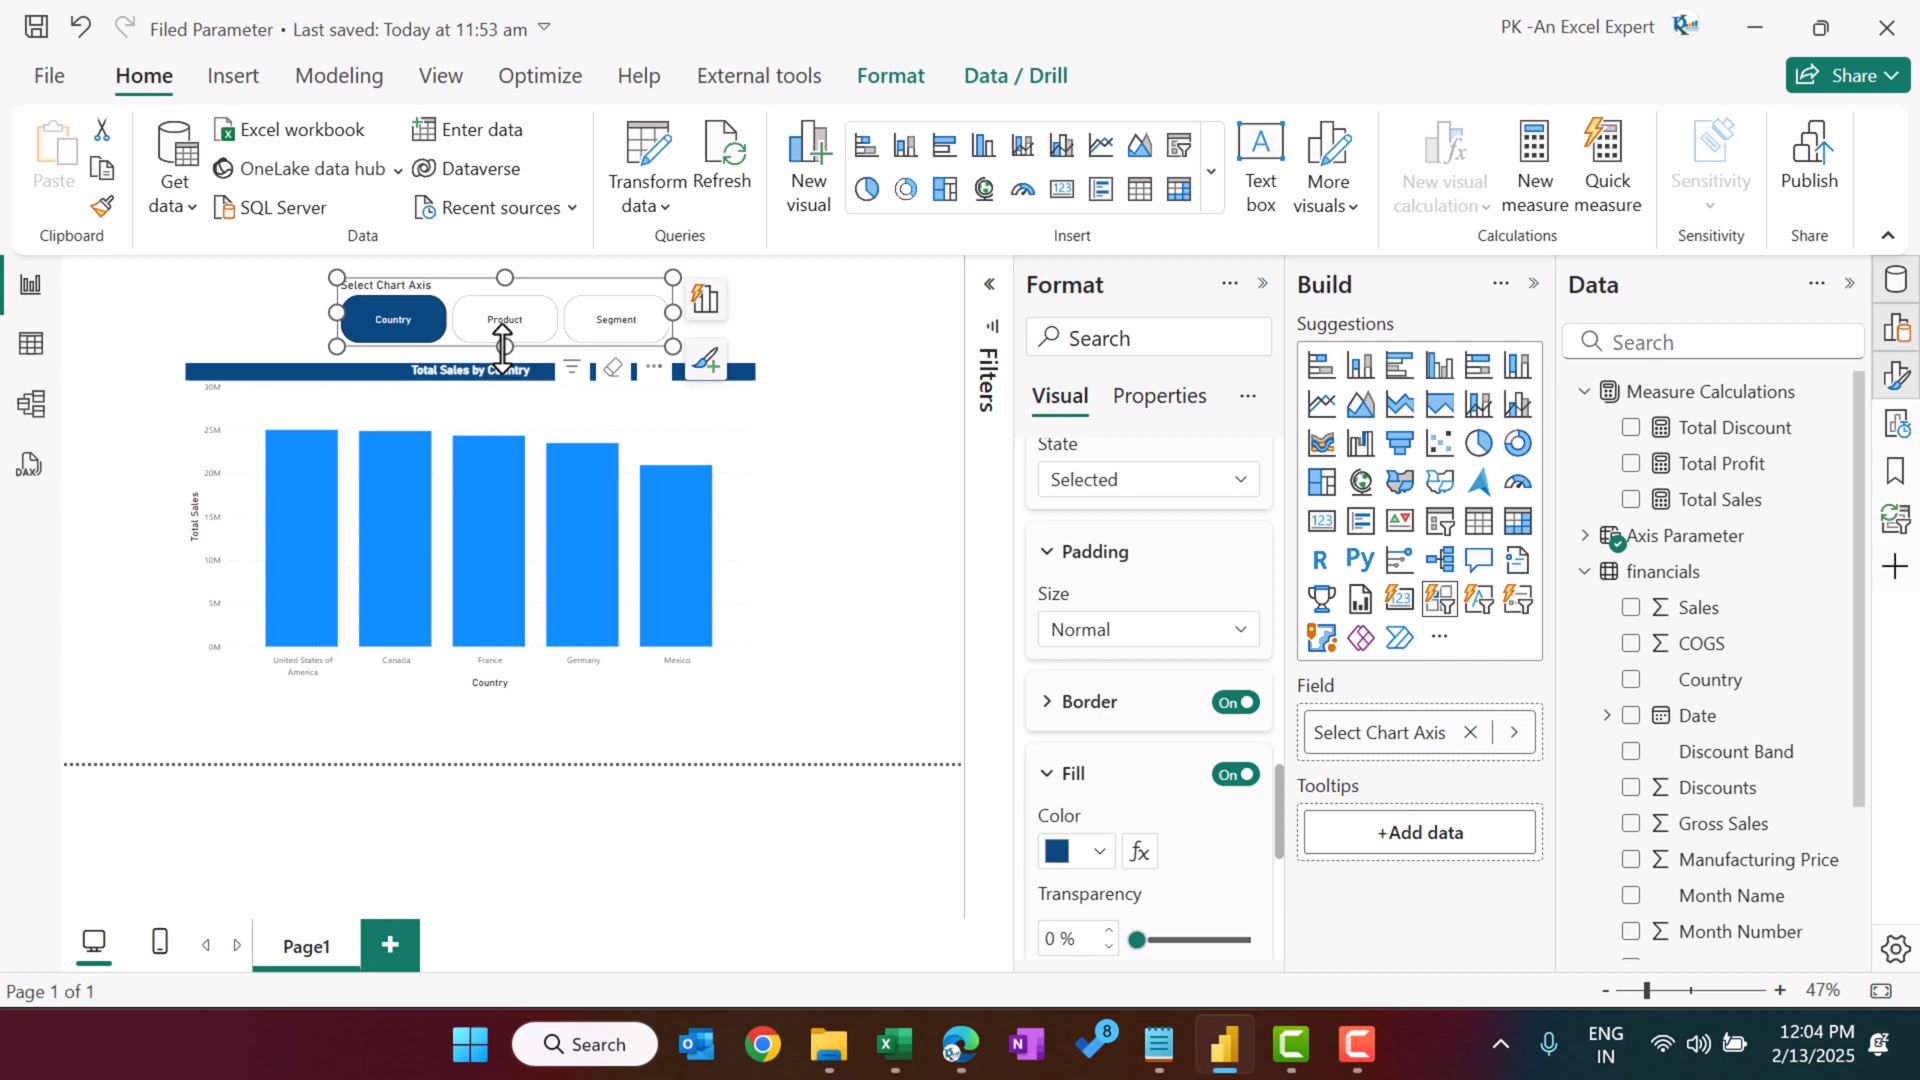 Filed Parameter • Last saved: Today at 11:53 am
PK -An Excel Expert
File
Home
Insert
Modeling
View
Optimize
Help
External tools
Format
Data / Drill
Share
Paste
Clipboard
Get data
Excel workbook
OneLake data hub
SQL Server
Enter data
Dataverse
Recent sources
Data
Transform data
Refresh
Queries
New visual
Text box
More visuals
Insert
New visual calculation
New measure
Quick measure
Calculations
Sensitivity
Sensitivity
Publish
Share
Select Chart Axis
Country
Product
Segment
Total Sales by Country
30M
25M
20M
15M
10M
5M
0M
Total Sales
United States of
America
Canada
France
Germany
Mexico
Country
Filters
Format
Search
Visual
Properties
State
Selected
Padding
Size
Normal
Border
On
Fill
On
Color
fx
Transparency
0 %
Build
Suggestions
123
R
Py
123
Field
Select Chart Axis
Tooltips
+Add data
Data
Search
Measure Calculations
Total Discount
Total Profit
Total Sales
Axis Parameter
financials
Sales
COGS
Country
Date
Discount Band
Discounts
Gross Sales
Manufacturing Price
Month Name
Month Number
DAX
Page1
Page 1 of 1
47%
Search
8
ENG
IN
12:04 PM
2/13/2025